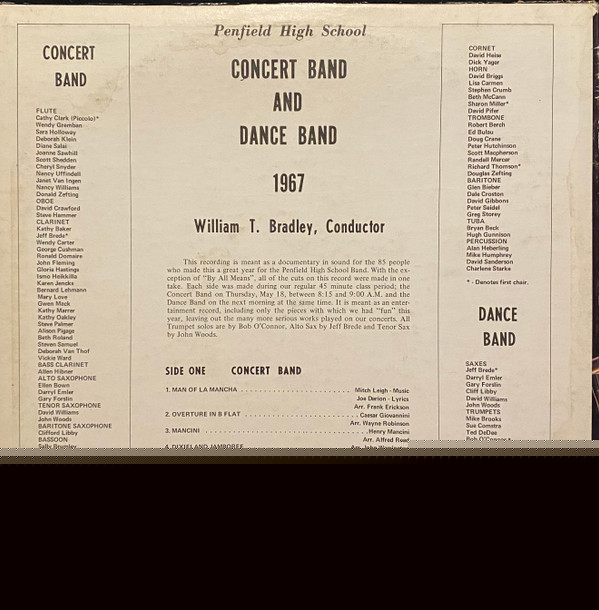 Penfield High School
CONCERT BAND
AND
DANCE BAND
1967
William T. Bradley, Conductor
This recording is meant as a documentary in sound for the 85 people
who made this a great year for the Penfield High School Band. With the ex-
ception of "By All Means", all of the cuts on this record were made in one
take. Each side was made during our regular 45 minute class period; the
Concert Band on Thursday, May 18, between 8:15 and 9:00 A.M. and the
Dance Band on the next morning at the same time. It is meant as an enter-
tainment record, including only the pieces with which we had "fun" this
year, leaving out the many more serious works played on our concerts. All
Trumpet solos are by Bob O'Connor, Alto Sax by Jeff Brede and Tenor Sax
by John Woods.
SIDE ONE CONCERT BAND
1. MAN OF LA MANCHA . . . . . . . . . . . . . . . . . . . . Mitch Leigh - Music
Joe Darion - Lyrics
Arr. Frank Erickson
2. OVERTURE IN B FLAT . . . . . . . . . . . . . . . . . . . . Caesar Giovannini
Arr. Wayne Robinson
3. MANCINI . . . . . . . . . . . . . . . . . . . . Henry Mancini
Arr. Alfred Reed
4. DIXIELAND JAMBOREE
CONCERT
BAND
FLUTE
Cathy Clark (Piccolo)*
Wendy Gramban
Sara Holloway
Deborah Klein
Diane Salai
Joanna Sawhill
Scott Shedden
Cheryl Snyder
Nancy Uffindell
Janet Van Ingen
Nancy Williams
Donald Zefting
OBOE
David Crawford
Steve Hammer
CLARINET
Kathy Baker
Jeff Brede*
Wendy Carter
George Cushman
Ronald Domaire
John Fleming
Gloria Hastings
Ismo Heikkilla
Karen Jencks
Bernard Lehmann
Mary Love
Gwen Mack
Kathy Marrer
Kathy Oakley
Steve Palmer
Alison Pigage
Beth Roland
Steven Samuel
Deborah Van Thof
Vickie Ward
BASS CLARINET
Allen Hibner
ALTO SAXOPHONE
Ellen Bown
Darryl Emler
Gary Forslin
TENOR SAXOPHONE
David Williams
John Woods
BARITONE SAXOPHONE
Clifford Libby
BASSOON
Sally Brumley
CORNET
David Heise
Dick Yager
HORN
David Briggs
Lisa Carmen
Stephen Crumb
Beth McCann
Sharon Miller*
David Pifer
TROMBONE
Robert Berch
Ed Bulau
Doug Crane
Peter Hutchinson
Scott Macpherson
Randall Mercer
Richard Thomson*
Douglas Zefting
BARITONE
Glen Bieber
Dale Croston
David Gibbons
Peter Seidel
Greg Storey
TUBA
Bryan Beck
Hugh Gunnison
PERCUSSION
Alan Heberling
Mike Humphrey
David Sanderson
Charlene Starke
* - Denotes first chair.
DANCE
BAND
SAXES
Jeff Brede*
Darryl Emler
Gary Forslin
Cliff Libby
David Williams
John Woods
TRUMPETS
Mike Brooks
Sue Comstra
Ted DeDee
Bob O'Connor*